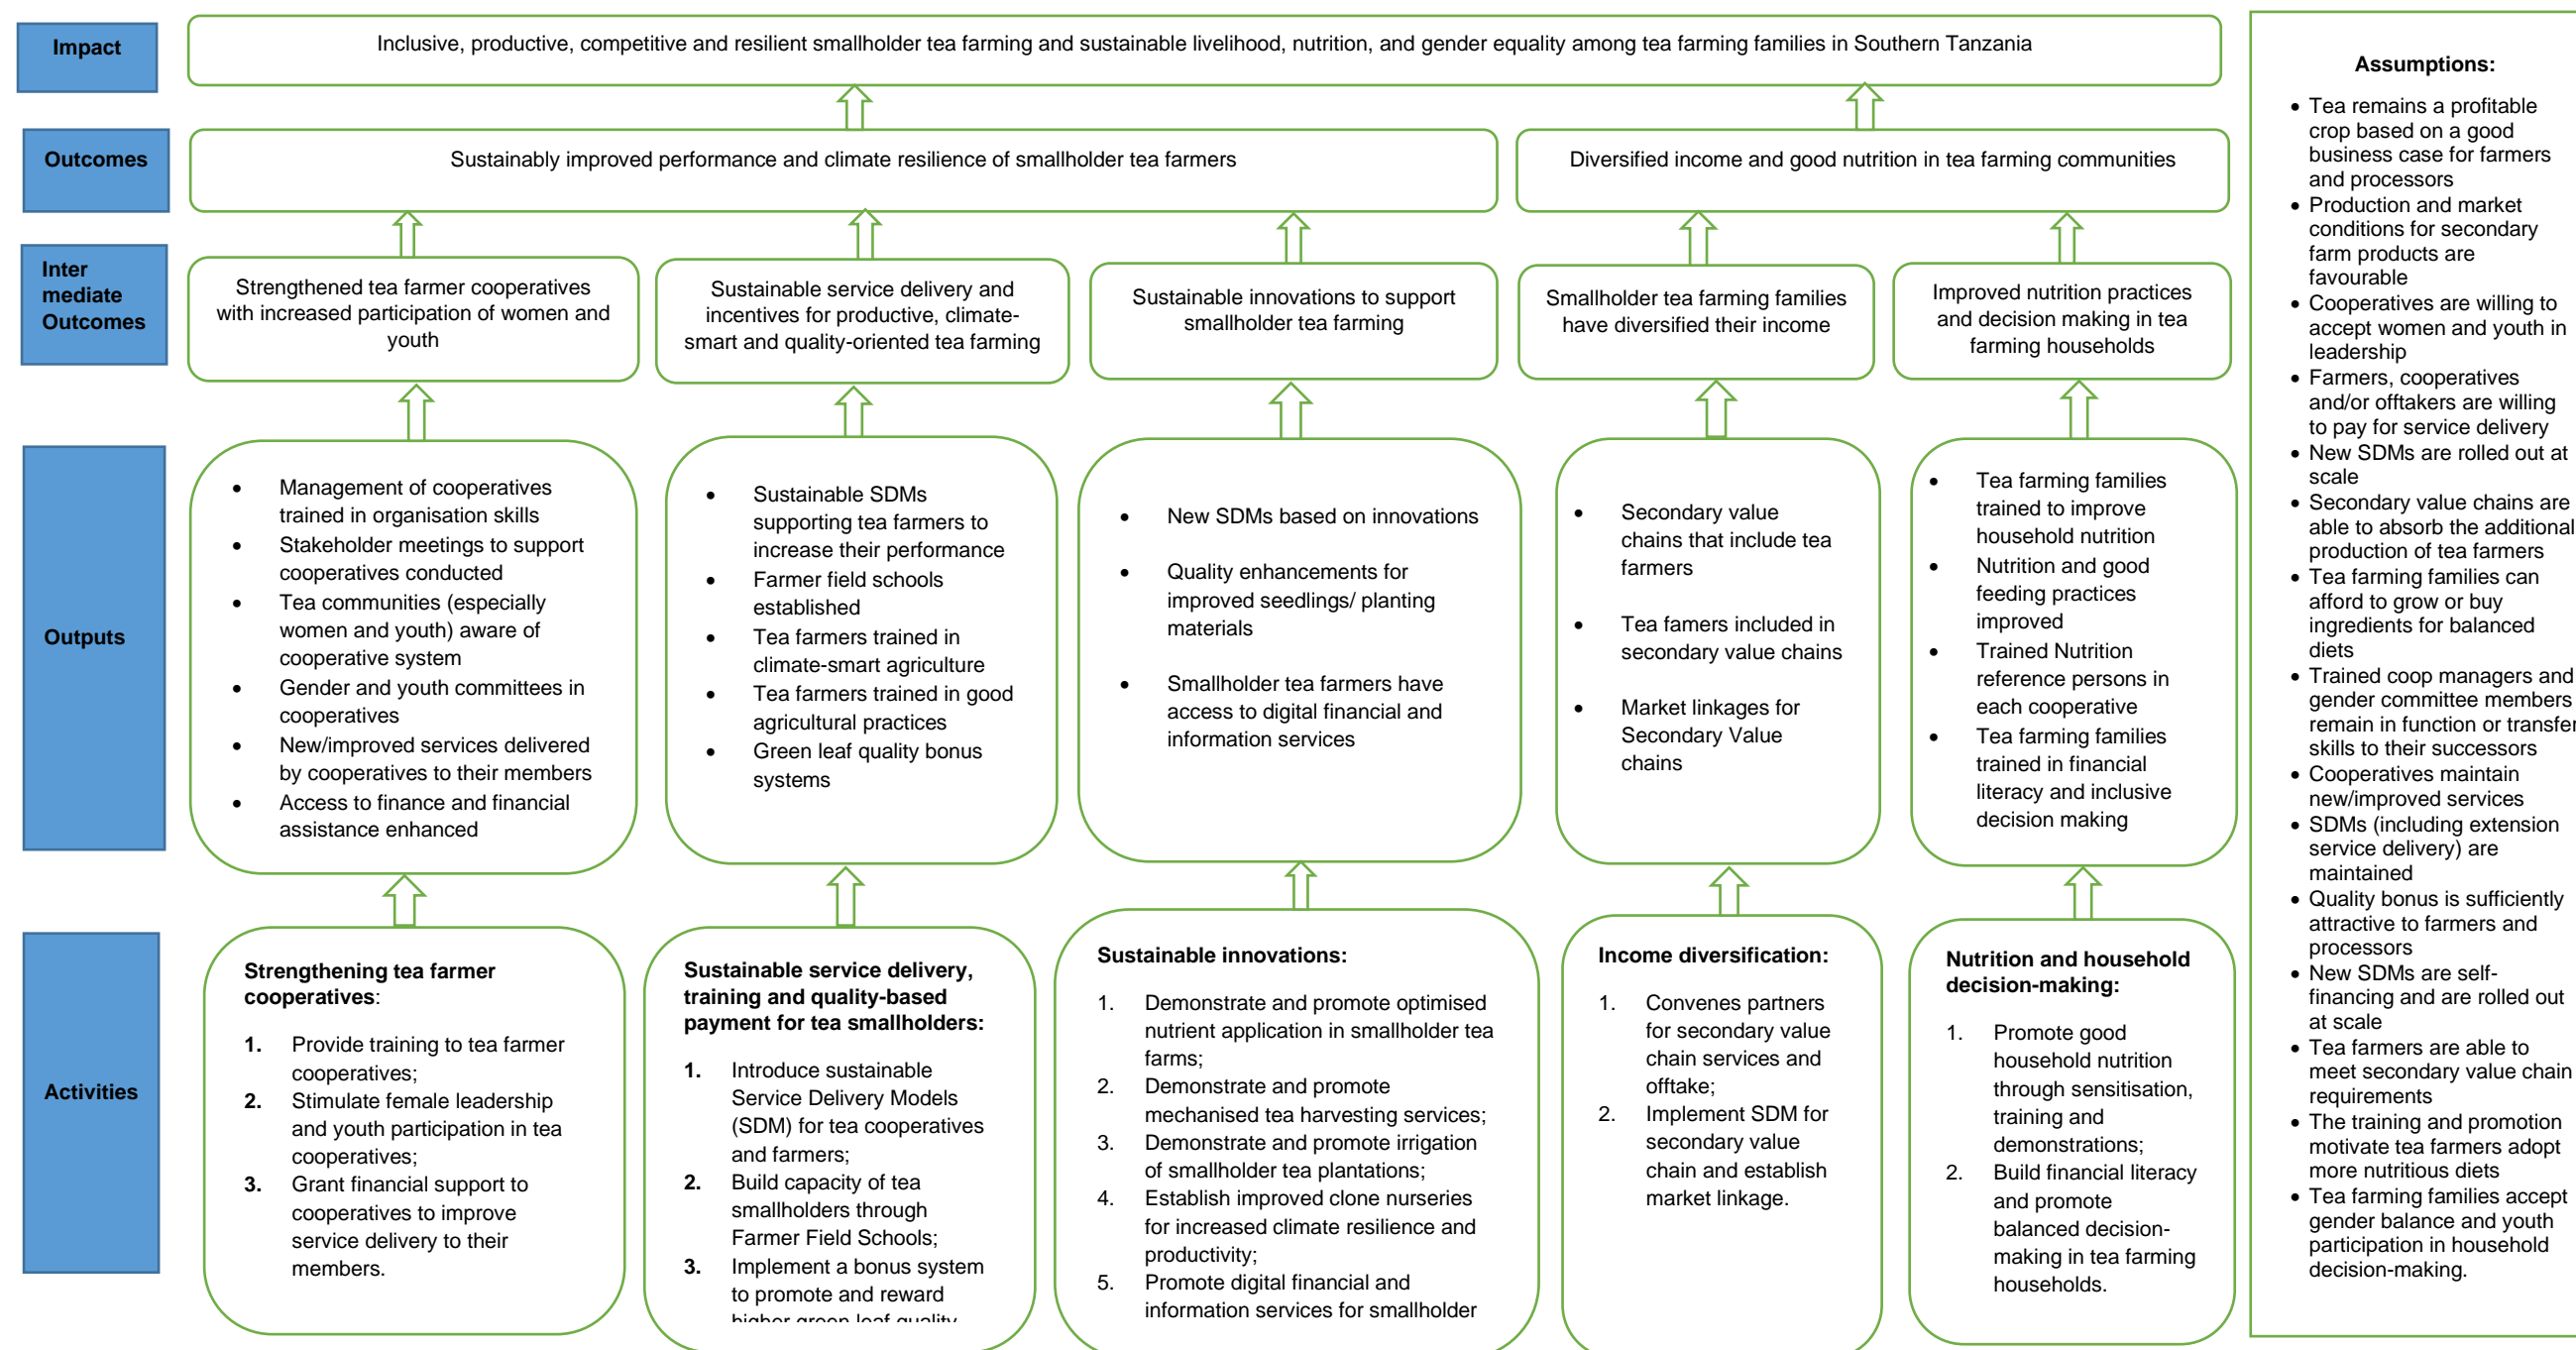 Impact
Inclusive, productive, competitive and resilient smallholder tea farming and sustainable livelihood, nutrition, and gender equality among tea farming families in Southern Tanzania
Outcomes
Sustainably improved performance and climate resilience of smallholder tea farmers
Diversified income and good nutrition in tea farming communities
Inter
mediate
Outcomes
Strengthened tea farmer cooperatives
with increased participation of women and
youth
Sustainable service delivery and
incentives for productive, climate-
smart and quality-oriented tea farming
Sustainable innovations to support
smallholder tea farming
Smallholder tea farming families
have diversified their income
Improved nutrition practices
and decision making in tea
farming households
Outputs
• Management of cooperatives
trained in organisation skills
• Stakeholder meetings to support
cooperatives conducted
• Tea communities (especially
women and youth) aware of
cooperative system
• Gender and youth committees in
cooperatives
• New/improved services delivered
by cooperatives to their members
• Access to finance and financial
assistance enhanced
• Sustainable SDMs
supporting tea farmers to
increase their performance
• Farmer field schools
established
• Tea farmers trained in
climate-smart agriculture
• Tea farmers trained in good
agricultural practices
• Green leaf quality bonus
systems
• New SDMs based on innovations
• Quality enhancements for
improved seedlings/ planting
materials
• Smallholder tea farmers have
access to digital financial and
information services
• Secondary value
chains that include tea
farmers
• Tea famers included in
secondary value chains
• Market linkages for
Secondary Value
chains
• Tea farming families
trained to improve
household nutrition
• Nutrition and good
feeding practices
improved
• Trained Nutrition
reference persons in
each cooperative
• Tea farming families
trained in financial
literacy and inclusive
decision making
Activities
Strengthening tea farmer
cooperatives:
1. Provide training to tea farmer
cooperatives;
2. Stimulate female leadership
and youth participation in tea
cooperatives;
3. Grant financial support to
cooperatives to improve
service delivery to their
members.
Sustainable service delivery,
training and quality-based
payment for tea smallholders:
1. Introduce sustainable
Service Delivery Models
(SDM) for tea cooperatives
and farmers;
2. Build capacity of tea
smallholders through
Farmer Field Schools;
3. Implement a bonus system
to promote and reward
higher green leaf quality
Sustainable innovations:
1. Demonstrate and promote optimised
nutrient application in smallholder tea
farms;
2. Demonstrate and promote
mechanised tea harvesting services;
3. Demonstrate and promote irrigation
of smallholder tea plantations;
4. Establish improved clone nurseries
for increased climate resilience and
productivity;
5. Promote digital financial and
information services for smallholder
Income diversification:
1. Convenes partners
for secondary value
chain services and
offtake;
2. Implement SDM for
secondary value
chain and establish
market linkage.
Nutrition and household
decision-making:
1. Promote good
household nutrition
through sensitisation,
training and
demonstrations;
2. Build financial literacy
and promote
balanced decision-
making in tea farming
households.
Assumptions:
• Tea remains a profitable
crop based on a good
business case for farmers
and processors
• Production and market
conditions for secondary
farm products are
favourable
• Cooperatives are willing to
accept women and youth in
leadership
• Farmers, cooperatives
and/or offtakers are willing
to pay for service delivery
• New SDMs are rolled out at
scale
• Secondary value chains are
able to absorb the additional
production of tea farmers
• Tea farming families can
afford to grow or buy
ingredients for balanced
diets
• Trained coop managers and
gender committee members
remain in function or transfer
skills to their successors
• Cooperatives maintain
new/improved services
• SDMs (including extension
service delivery) are
maintained
• Quality bonus is sufficiently
attractive to farmers and
processors
• New SDMs are self-
financing and are rolled out
at scale
• Tea farmers are able to
meet secondary value chain
requirements
• The training and promotion
motivate tea farmers adopt
more nutritious diets
• Tea farming families accept
gender balance and youth
participation in household
decision-making.